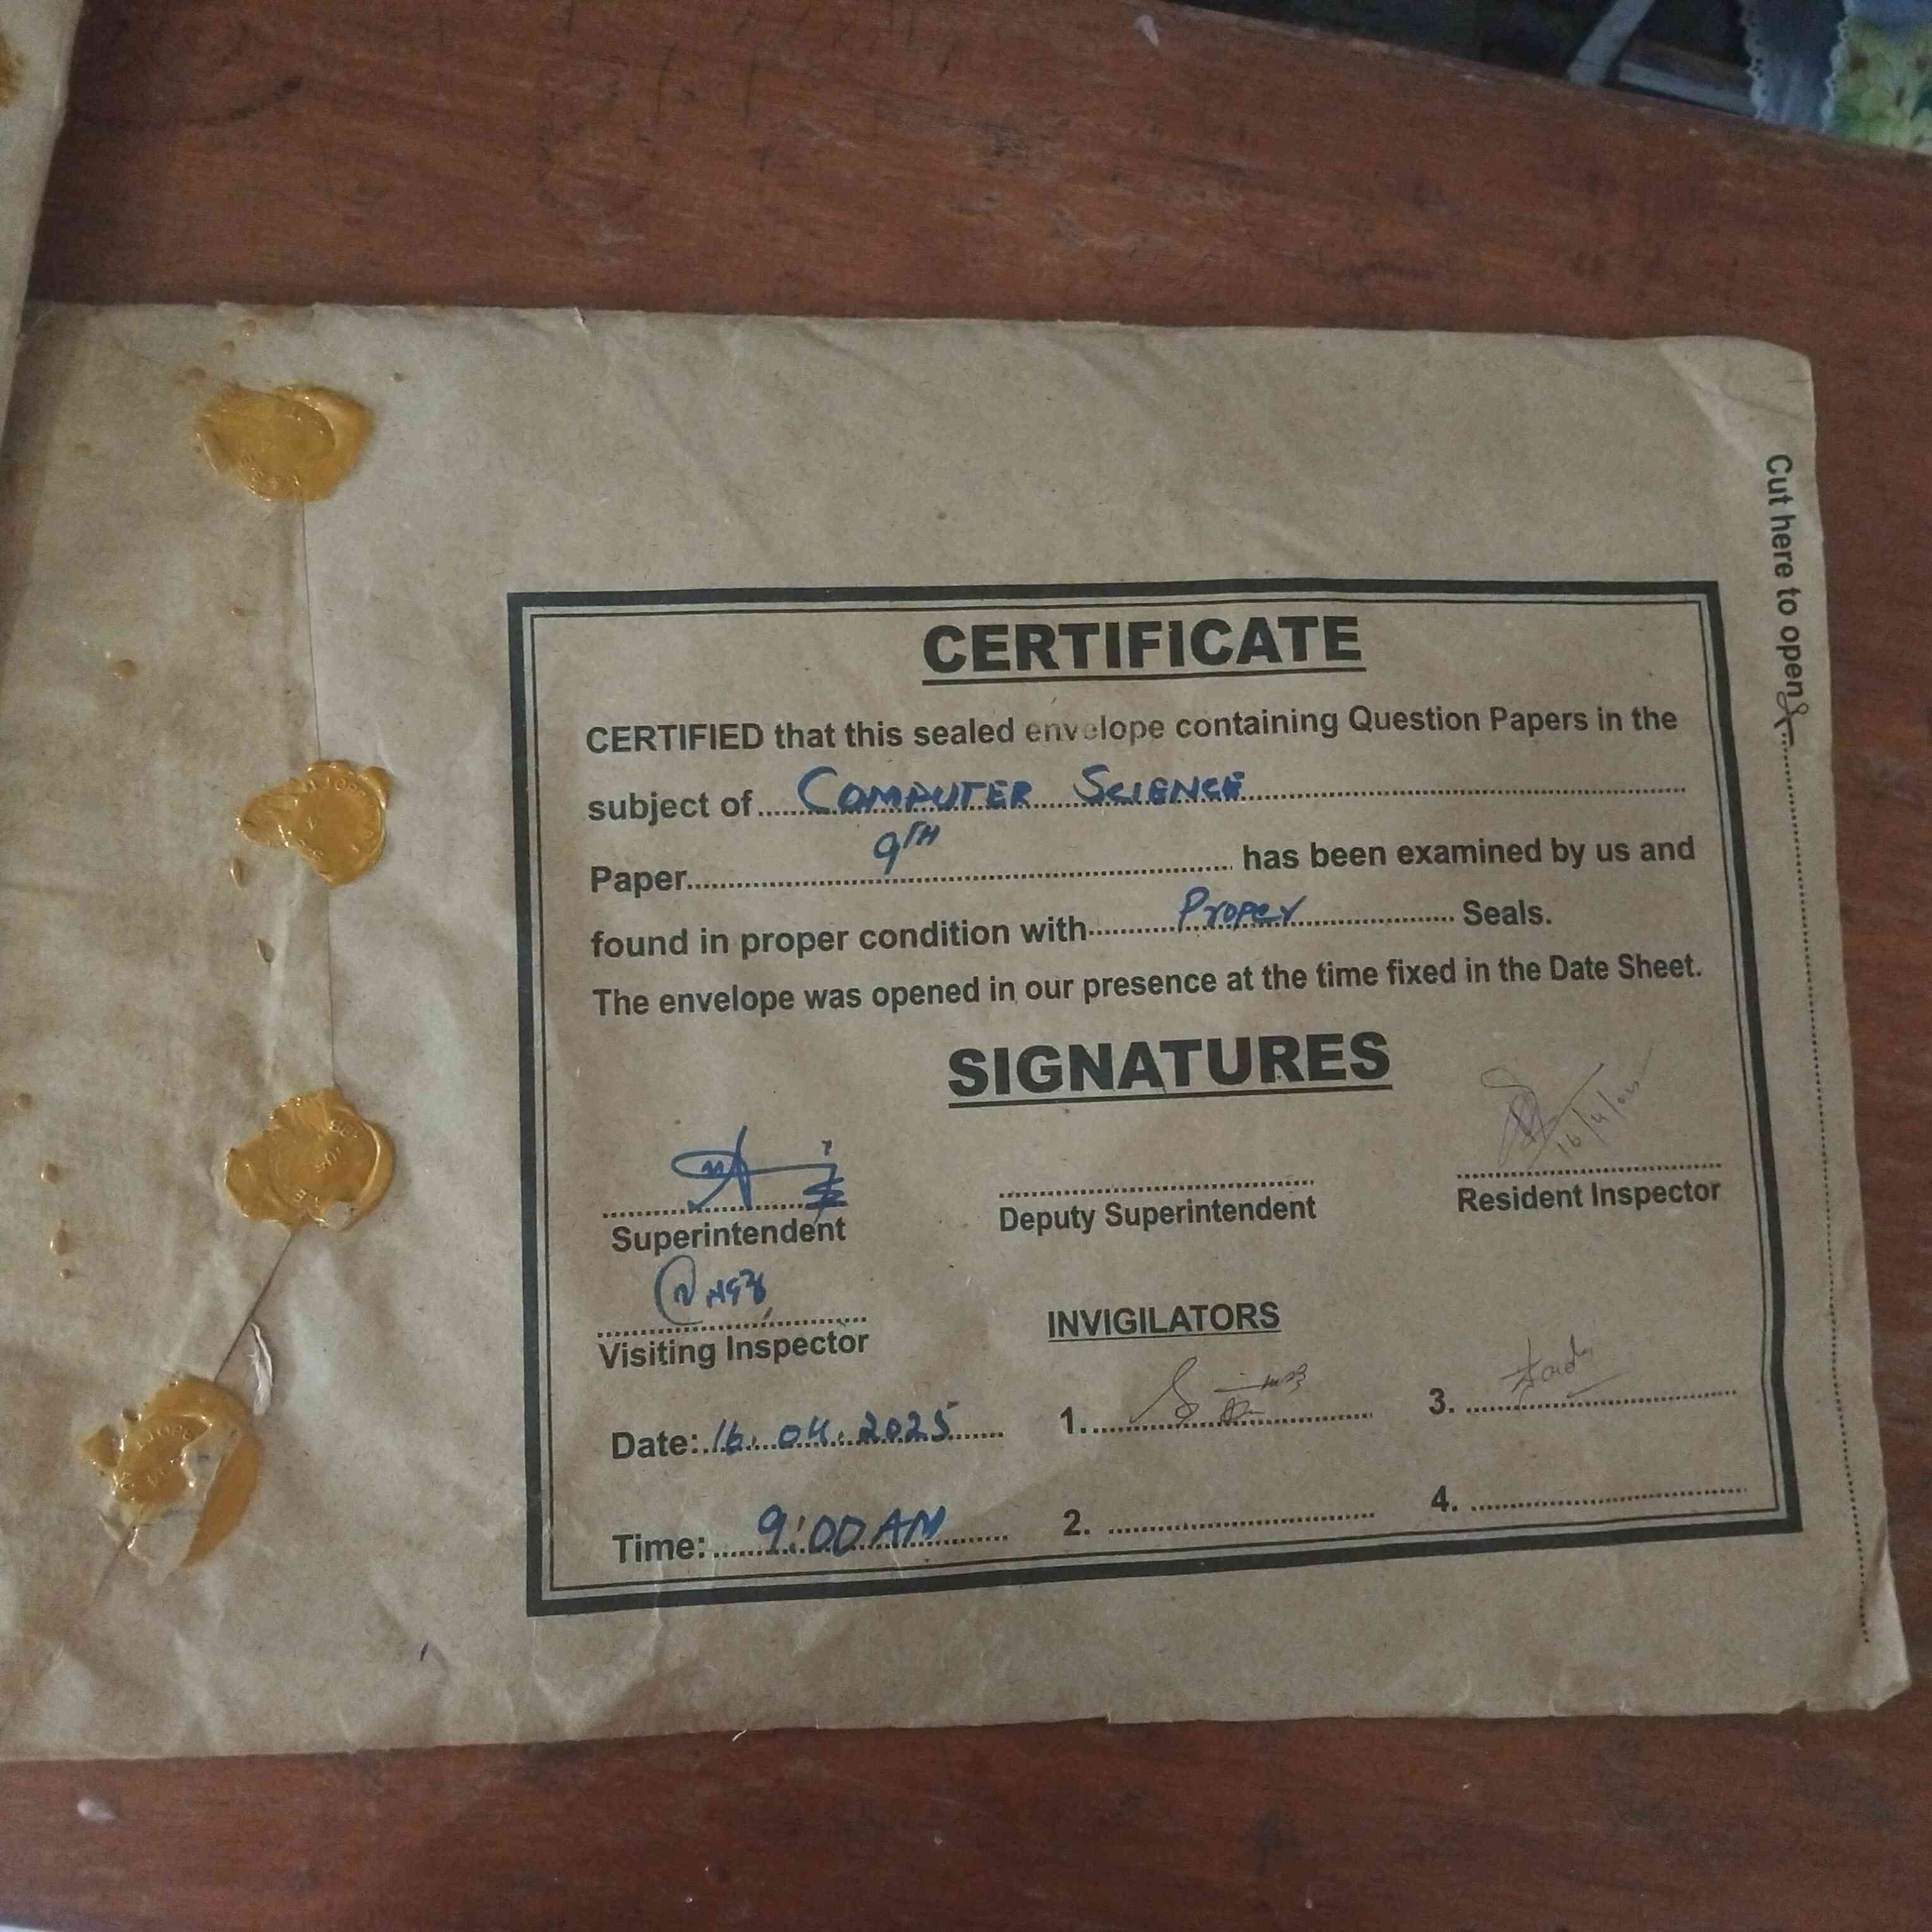 Cut here to open
CERTIFICATE
CERTIFIED that this sealed envelope containing Question Papers in the
subject of COMPUTER SCIENCE
Paper 9TH has been examined by us and
found in proper condition with Proper Seals.
The envelope was opened in our presence at the time fixed in the Date Sheet.
SIGNATURES
Superintendent
Deputy Superintendent
16/4/025
Resident Inspector
Visiting Inspector
INVIGILATORS
Date: 16.04.2025
1.
3.
Time: 9:00 AM
2.
4.